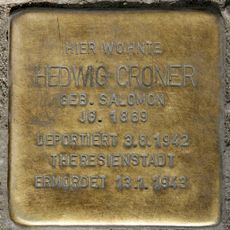 HIER WOHNTE
HEDWIG CRONER
GEB. SALOMON
JG. 1869
DEPORTIERT 3.8.1942
THERESIENSTADT
ERMORDET 13.1.1943